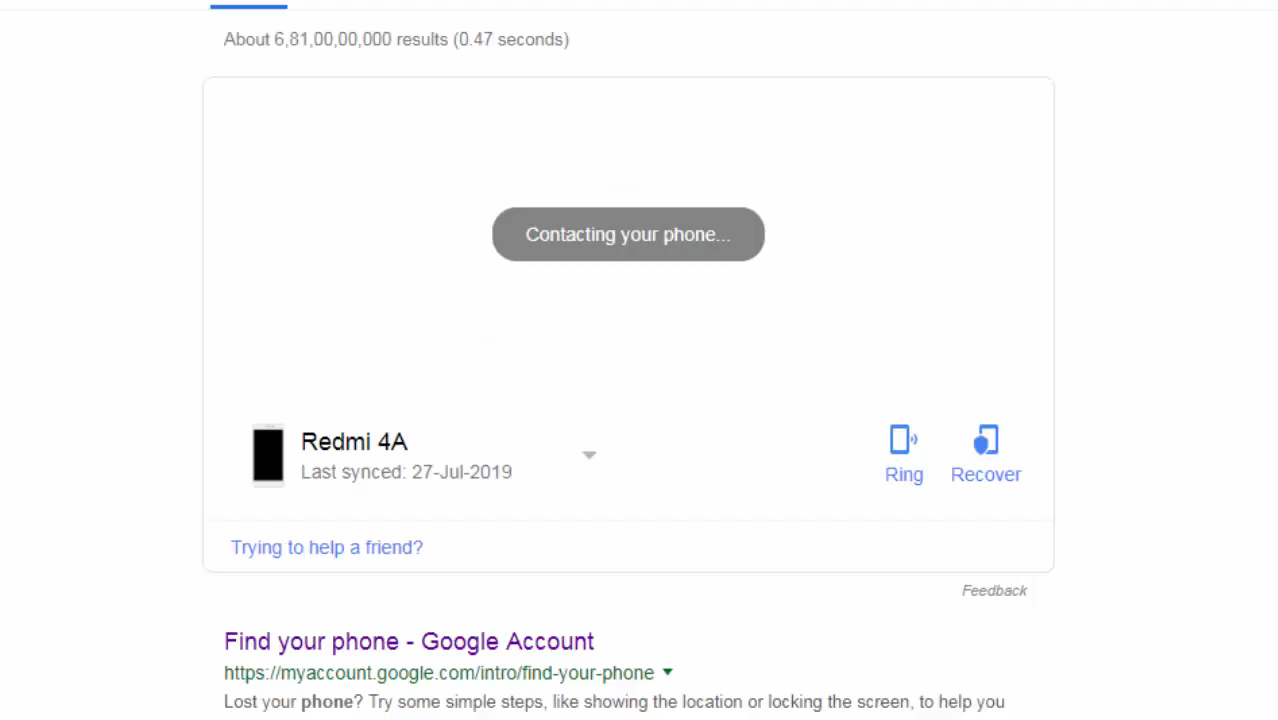 About 6,81,00,00,000 results (0.47 seconds)
Contacting your phone...
Redmi 4A
Last synced: 27-Jul-2019
Ring
Recover
Trying to help a friend?
Feedback
Find your phone - Google Account
https://myaccount.google.com/intro/find-your-phone
Lost your phone? Try some simple steps, like showing the location or locking the screen, to help you